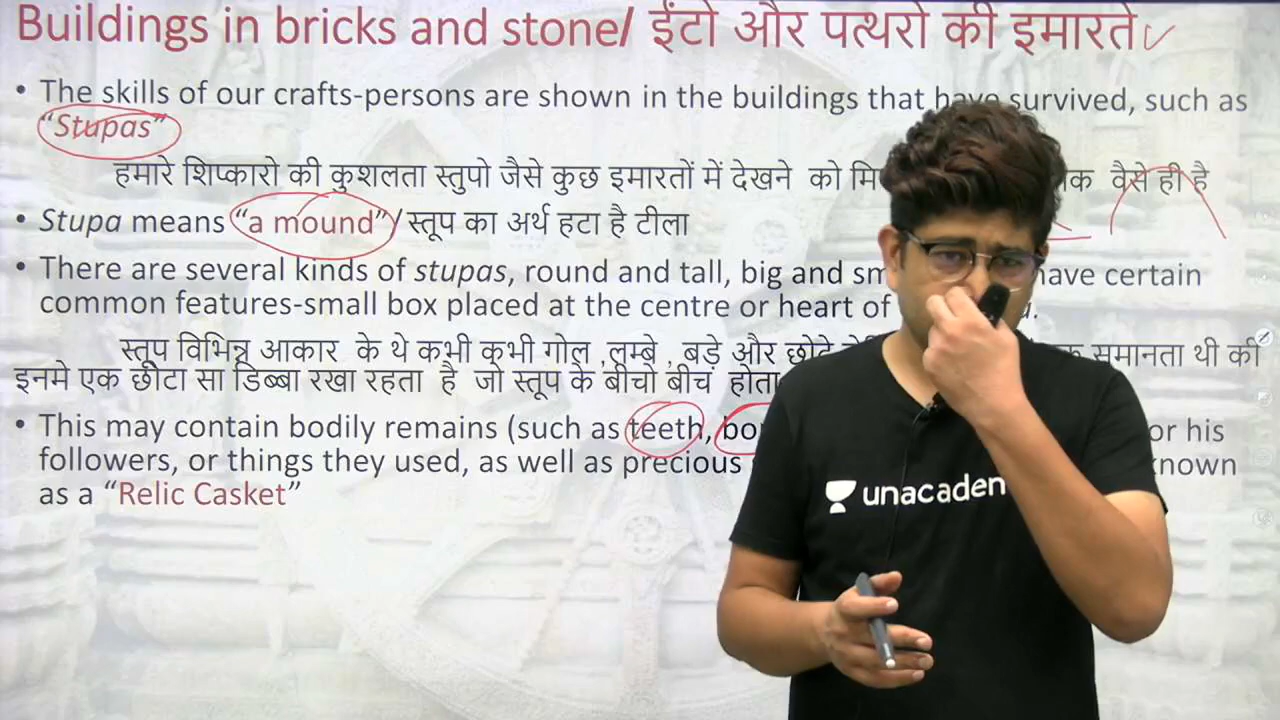 Buildings in bricks and stone/ ईंटो और पत्थरो की इमारते
• The skills of our crafts-persons are shown in the buildings that have survived, such as
“Stupas”
हमारे शिप्कारो की कुशलता स्तुपो जैसे कुछ इमारतों में देखने को वैसे ही है
• Stupa means “a mound”/ स्तूप का अर्थ हटा है टीला
• There are several kinds of stupas, round and tall, big and have certain
common features-small box placed at the centre or heart of
स्तूप विभिन्न आकार के थे कभी कभी गोल ,लम्बे , बड़े और छोटे समानता थी की
इनमे एक छोटा सा डिब्बा रखा रहता है जो स्तूप के बीचो बीच होता
• This may contain bodily remains (such as teeth, or his
followers, or things they used, as well as precious known
as a “Relic Casket”
unacadem